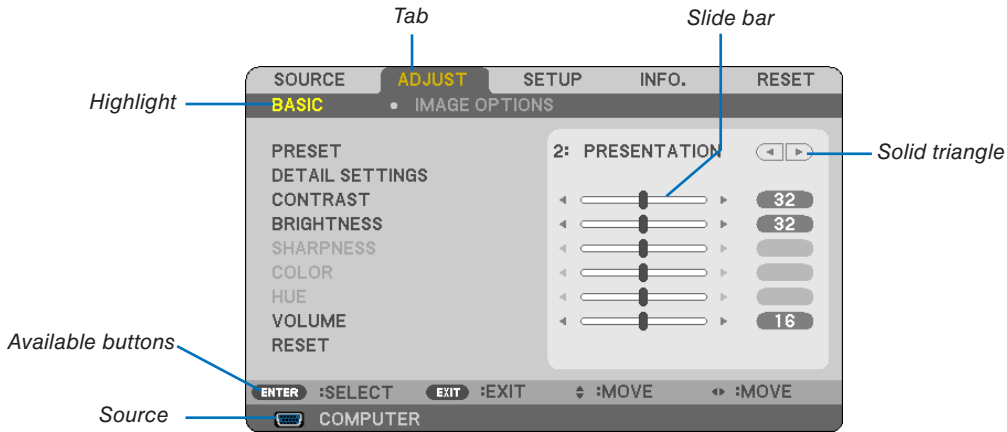 Tab
Slide bar
SOURCE ADJUST SETUP INFO. RESET
Highlight
BASIC • IMAGE OPTIONS
PRESET 2: PRESENTATION
Solid triangle
DETAIL SETTINGS
CONTRAST 32
BRIGHTNESS 32
SHARPNESS
COLOR
HUE
VOLUME 16
Available buttons
RESET
ENTER :SELECT EXIT :EXIT :MOVE :MOVE
Source
COMPUTER